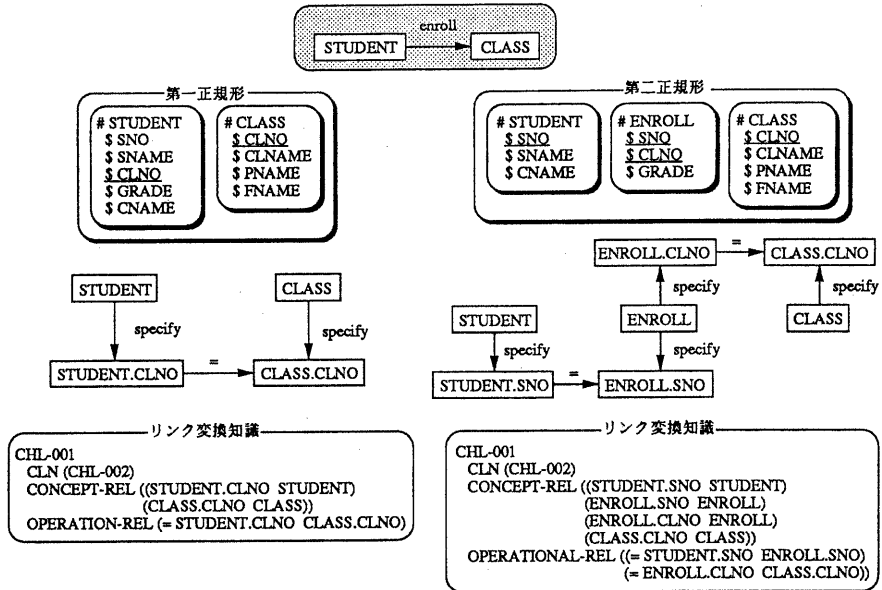 enroll
STUDENT
CLASS
第一正規形
# STUDENT
$ SNO
$ SNAME
$ CLNO
$ GRADE
$ CNAME
# CLASS
$ CLNO
$ CLNAME
$ PNAME
$ FNAME
第二正規形
# STUDENT
$ SNO
$ SNAME
$ CNAME
# ENROLL
$ SNO
$ CLNO
$ GRADE
# CLASS
$ CLNO
$ CLNAME
$ PNAME
$ FNAME
STUDENT
CLASS
specify
specify
STUDENT.CLNO
=
CLASS.CLNO
ENROLL.CLNO
=
CLASS.CLNO
specify
specify
STUDENT
ENROLL
CLASS
specify
specify
STUDENT.SNO
=
ENROLL.SNO
リンク変換知識
CHL-001
CLN (CHL-002)
CONCEPT-REL ((STUDENT.CLNO STUDENT)
(CLASS.CLNO CLASS))
OPERATION-REL (= STUDENT.CLNO CLASS.CLNO)
リンク変換知識
CHL-001
CLN (CHL-002)
CONCEPT-REL ((STUDENT.SNO STUDENT)
(ENROLL.SNO ENROLL)
(ENROLL.CLNO ENROLL)
(CLASS.CLNO CLASS))
OPERATIONAL-REL ((= STUDENT.SNO ENROLL.SNO)
(= ENROLL.CLNO CLASS.CLNO))